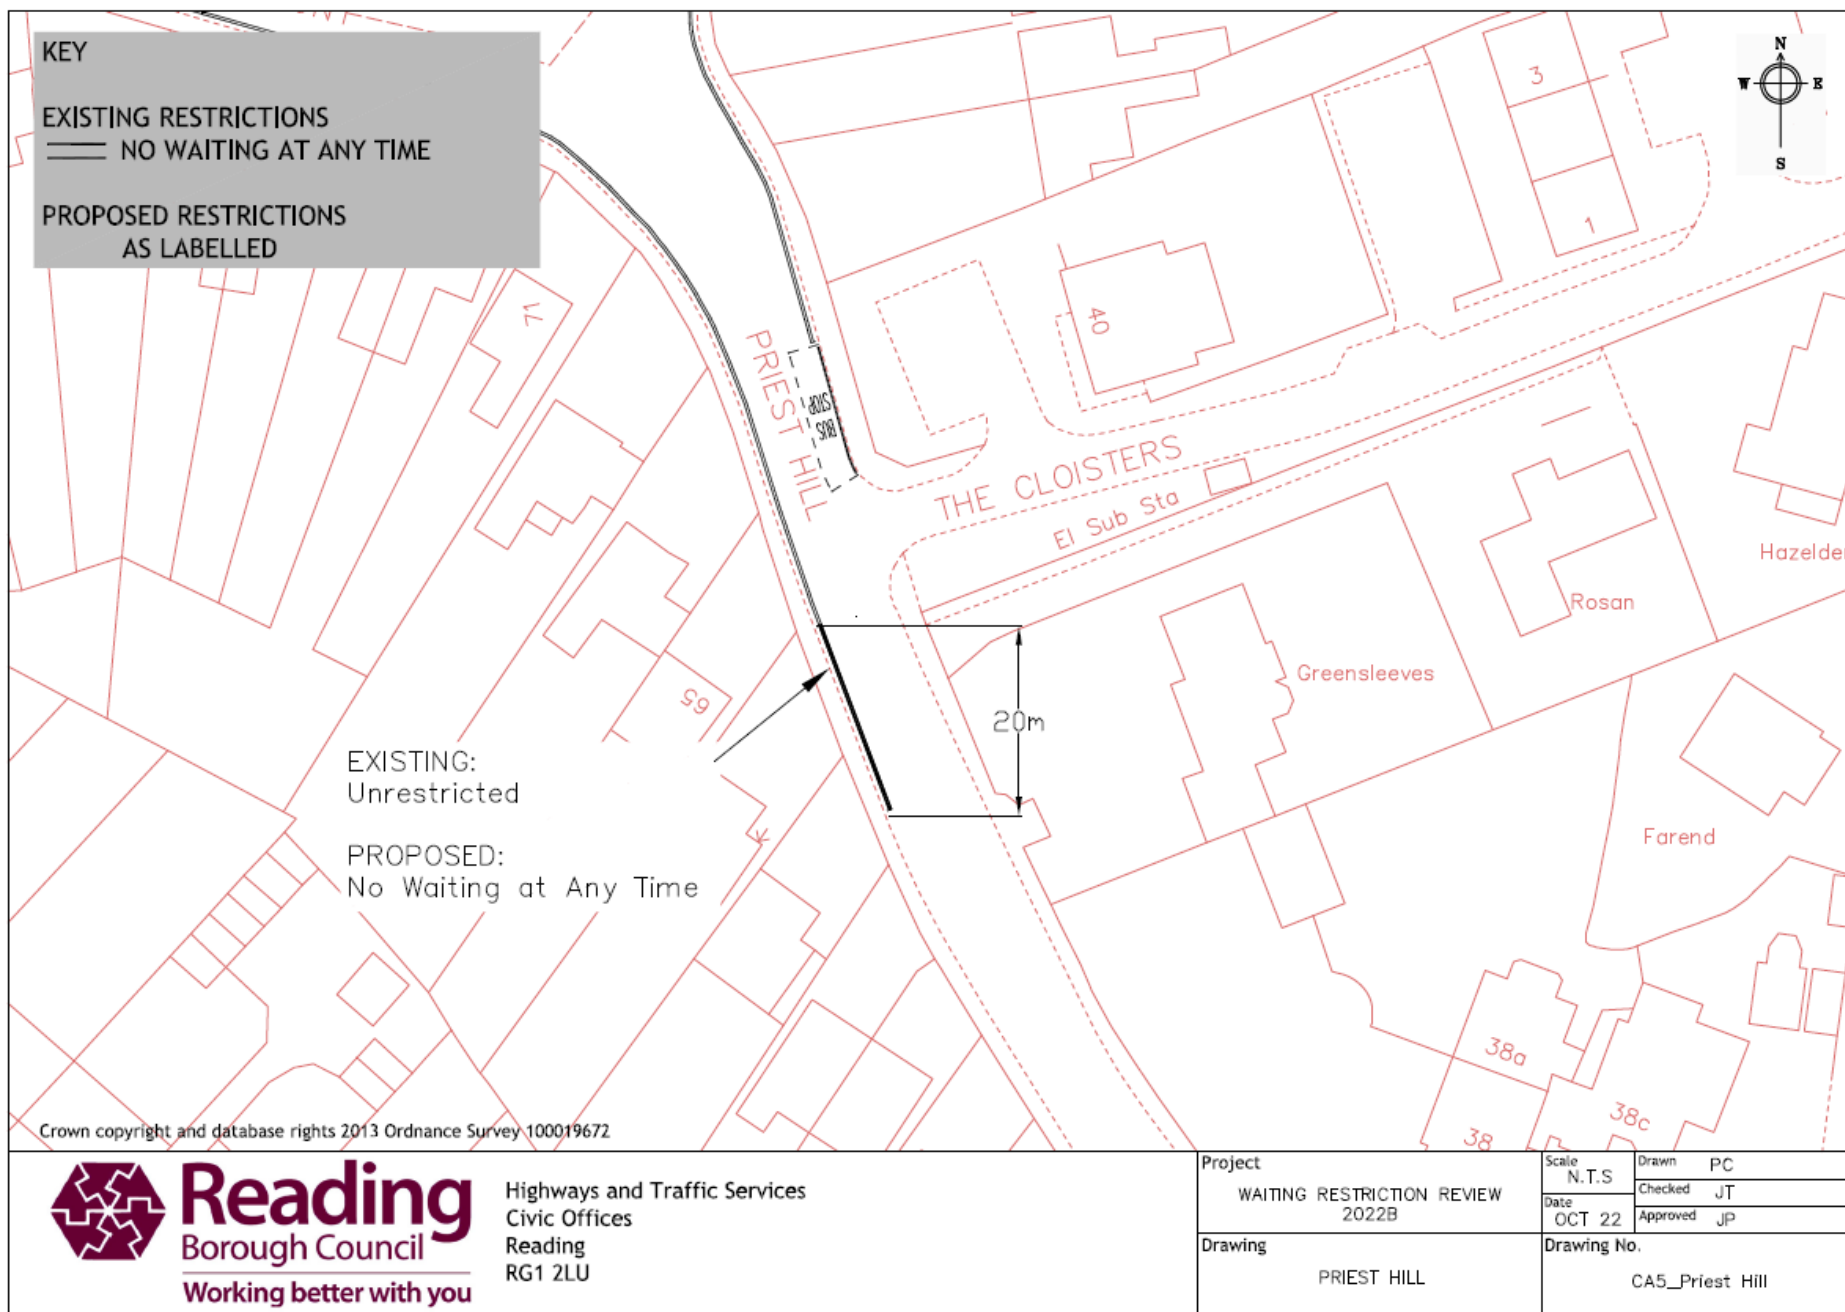 KEY
EXISTING RESTRICTIONS
NO WAITING AT ANY TIME
PROPOSED RESTRICTIONS
AS LABELLED
N
W E
S
3
1
40
71
PRIEST HILL
BUS STOP
THE CLOISTERS
El Sub Sta
Hazelde
Rosan
Greensleeves
65
20m
EXISTING:
Unrestricted
PROPOSED:
No Waiting at Any Time
Farend
38a
38c
38
Crown copyright and database rights 2013 Ordnance Survey 100019672
Reading
Borough Council
Working better with you
Highways and Traffic Services
Civic Offices
Reading
RG1 2LU
Project
WAITING RESTRICTION REVIEW
2022B
Drawing
PRIEST HILL
Scale
N.T.S
Date
OCT 22
Drawn PC
Checked JT
Approved JP
Drawing No.
CA5_Priest Hill